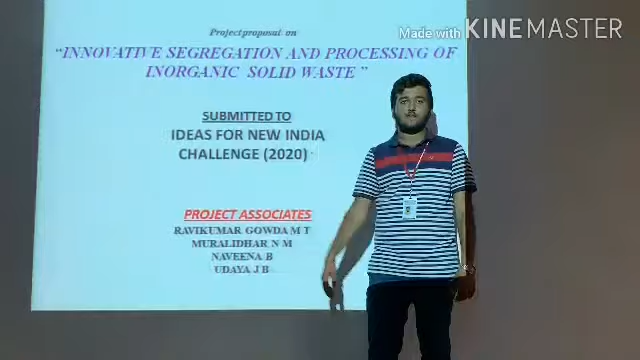 Project proposal on
Made with KINEMASTER
“INNOVATIVE SEGREGATION AND PROCESSING OF
INORGANIC SOLID WASTE ”
SUBMITTED TO
IDEAS FOR NEW INDIA
CHALLENGE (2020)
PROJECT ASSOCIATES
RAVIKUMAR GOWDA M T
MURALIDHAR N M
NAVEENA B
UDAYA J B